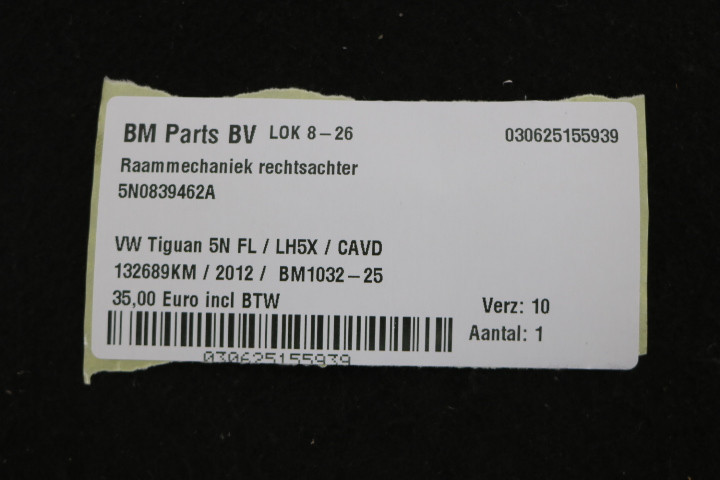 BM Parts BV LOK 8-26 030625155939
Raammechaniek rechtsachter
5N0839462A
VW Tiguan 5N FL / LH5X / CAVD
132689KM / 2012 / BM1032-25
35,00 Euro incl BTW
Verz: 10
Aantal: 1
030625155939